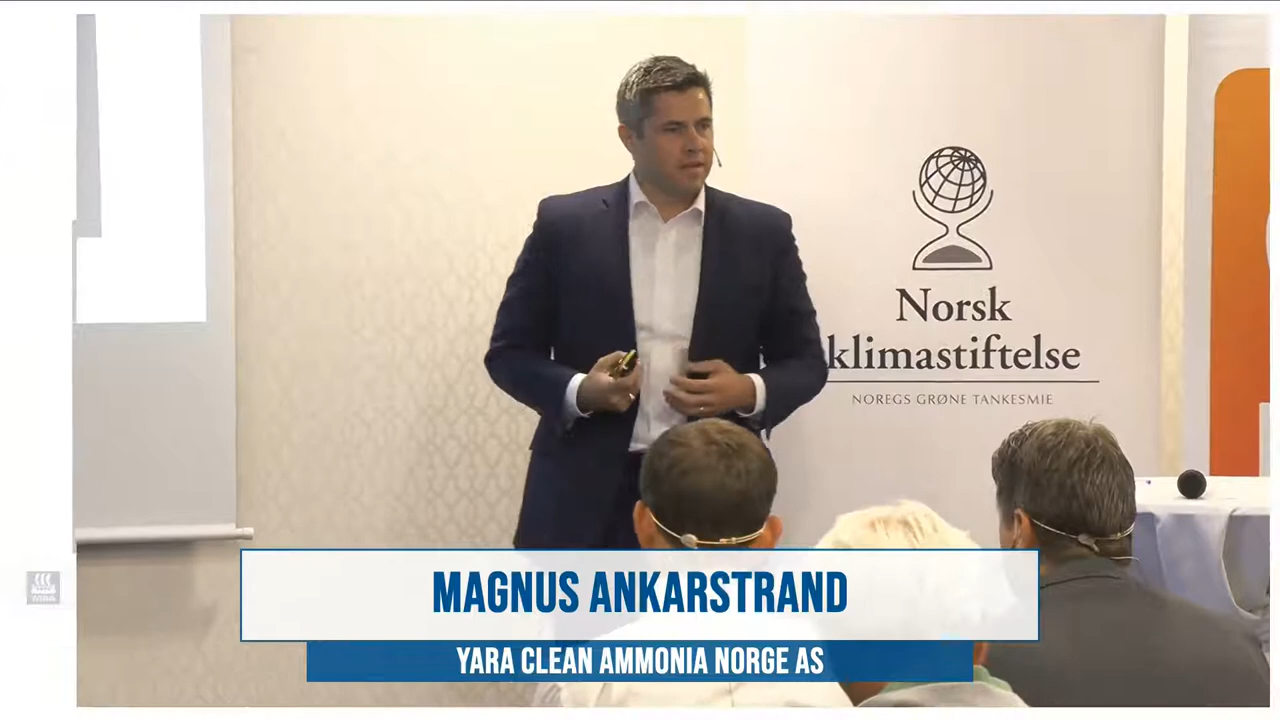 Norsk
klimastiftelse
NOREGS GRØNE TANKESMIE
MAGNUS ANKARSTRAND
YARA CLEAN AMMONIA NORGE AS